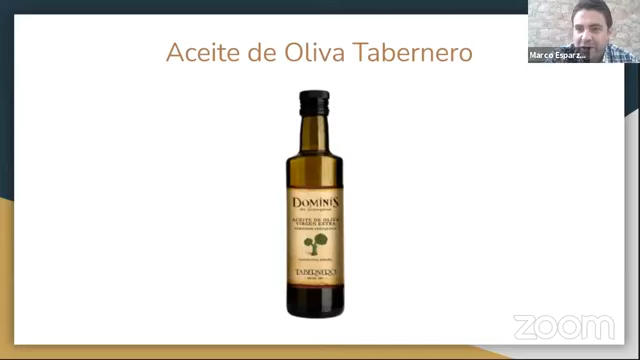 Aceite de Oliva Tabernero
Marco Esparz...
DOMINIS
ACEITE DE OLIVA
VIRGEN EXTRA
TABERNERO
zoom